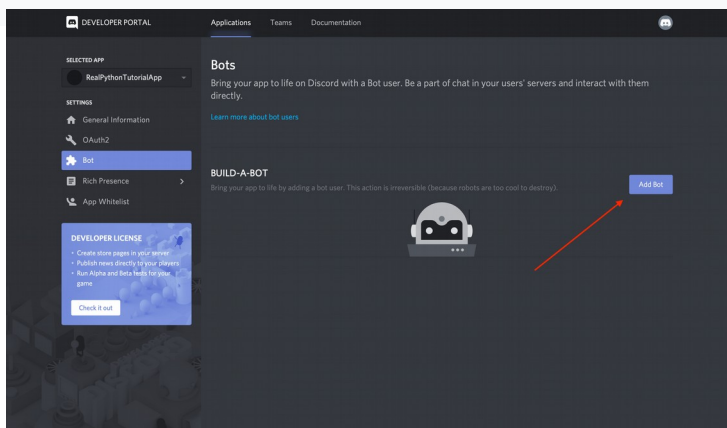 DEVELOPER PORTAL
Applications
Teams
Documentation
SELECTED APP
RealPythonTutorialApp
SETTINGS
General Information
OAuth2
Bot
Rich Presence
App Whitelist
DEVELOPER LICENSE
• Create store pages in your server
• Publish news directly to your players
• Run Alpha and Beta tests for your
game
Check it out
Bots
Bring your app to life on Discord with a Bot user. Be a part of chat in your users' servers and interact with them
directly.
Learn more about bot users
BUILD-A-BOT
Bring your app to life by adding a bot user. This action is irreversible (because robots are too cool to destroy).
Add Bot